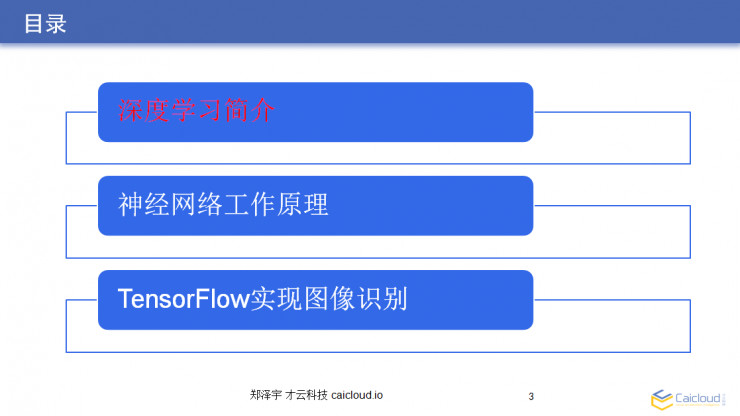 目录
深度学习简介
神经网络工作原理
TensorFlow实现图像识别
郑泽宇 才云科技 caicloud.io
3
Caicloud